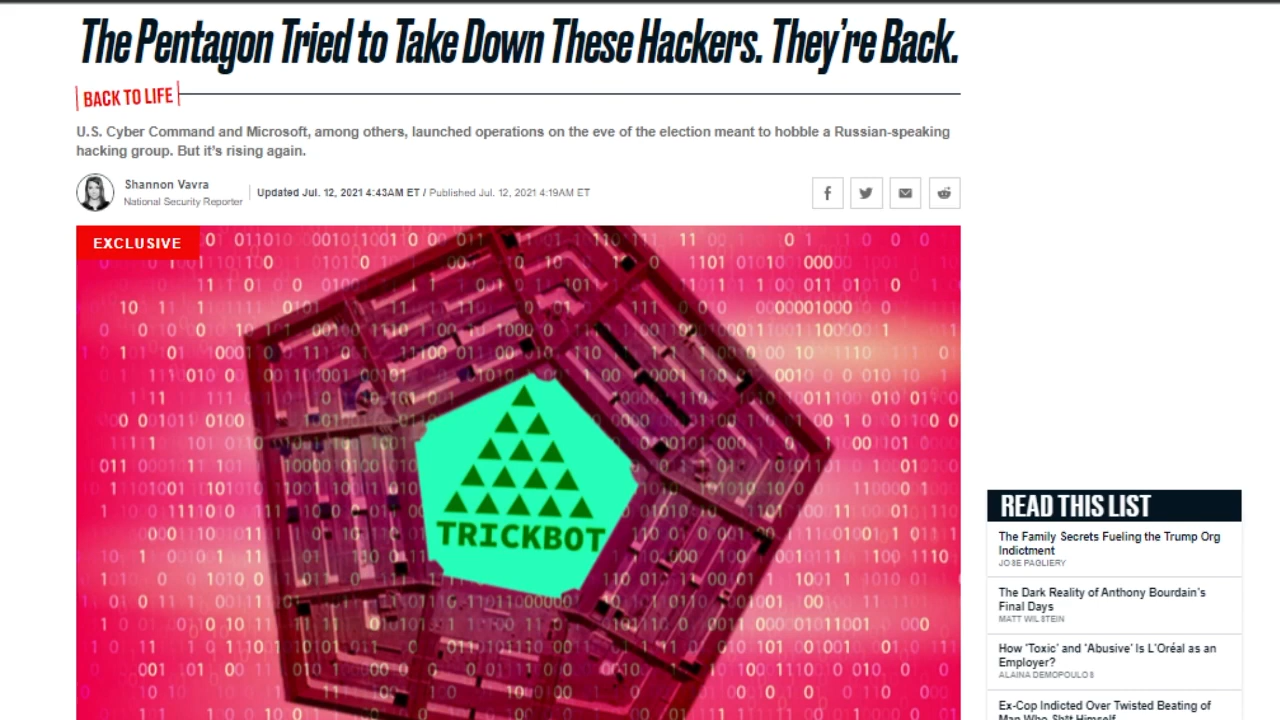 The Pentagon Tried to Take Down These Hackers. They're Back.
BACK TO LIFE
U.S. Cyber Command and Microsoft, among others, launched operations on the eve of the election meant to hobble a Russian-speaking
hacking group. But it's rising again.
Shannon Vavra
National Security Reporter
Updated Jul. 12, 2021 4:43AM ET / Published Jul. 12, 2021 4:19AM ET
EXCLUSIVE
TRICKBOT
READ THIS LIST
The Family Secrets Fueling the Trump Org
Indictment
JOSE PAGLIERY
The Dark Reality of Anthony Bourdain's
Final Days
MATT WILSTEIN
How 'Toxic' and 'Abusive' Is L'Oréal as an
Employer?
ALAINA DEMOPOULOS
Ex-Cop Indicted Over Twisted Beating of
Man Who Sh!t Himself